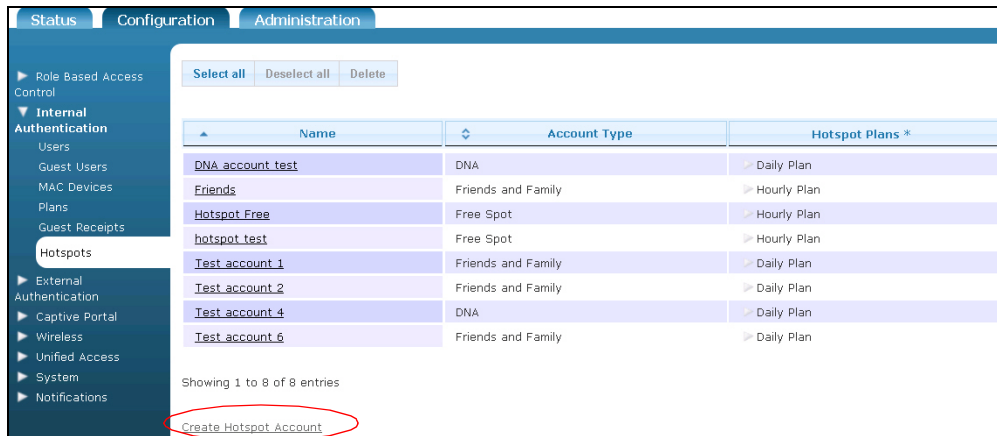 Status Configuration Administration
Role Based Access
Control
Internal
Authentication
Users
Guest Users
MAC Devices
Plans
Guest Receipts
Hotspots
External
Authentication
Captive Portal
Wireless
Unified Access
System
Notifications
Select all Deselect all Delete
Name Account Type Hotspot Plans *
DNA account test DNA Daily Plan
Friends Friends and Family Hourly Plan
Hotspot Free Free Spot Hourly Plan
hotspot test Free Spot Hourly Plan
Test account 1 Friends and Family Daily Plan
Test account 2 Friends and Family Daily Plan
Test account 4 DNA Daily Plan
Test account 6 Friends and Family Daily Plan
Showing 1 to 8 of 8 entries
Create Hotspot Account